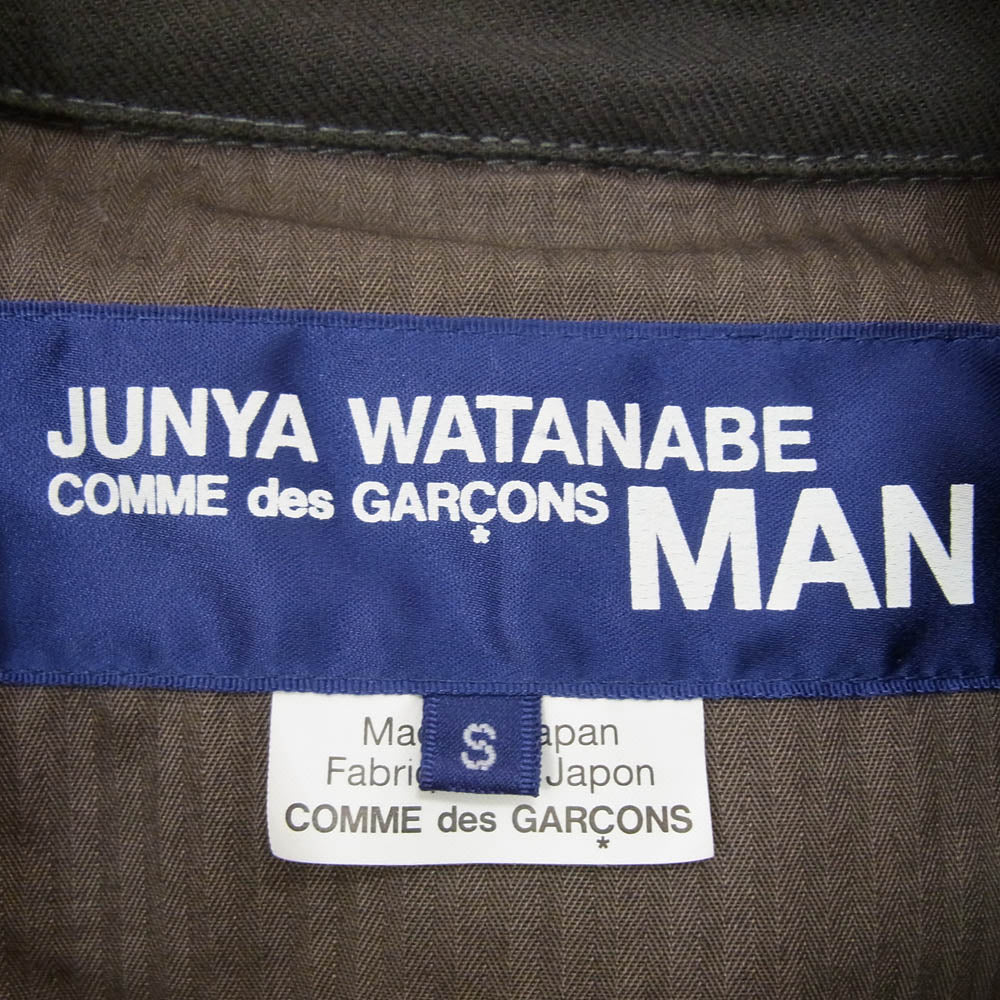 JUNYA WATANABE
COMME des GARÇONS
MAN
S
Japon
COMME des GARÇONS